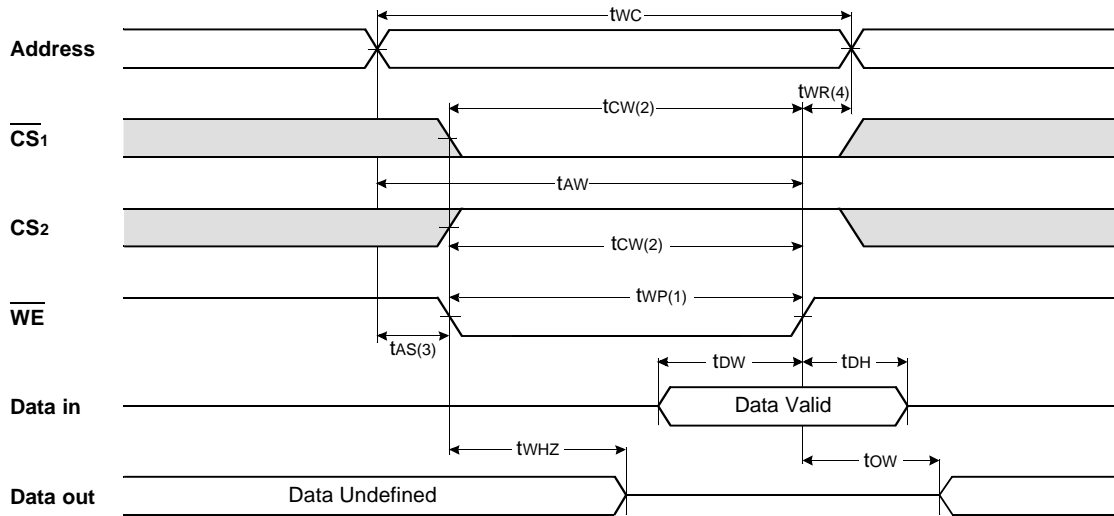 tWC
Address
tCW(2)
tWR(4)
CS1
tAW
CS2
tCW(2)
tWP(1)
WE
tAS(3)
tDW
tDH
Data in
Data Valid
tWHZ
tOW
Data out
Data Undefined